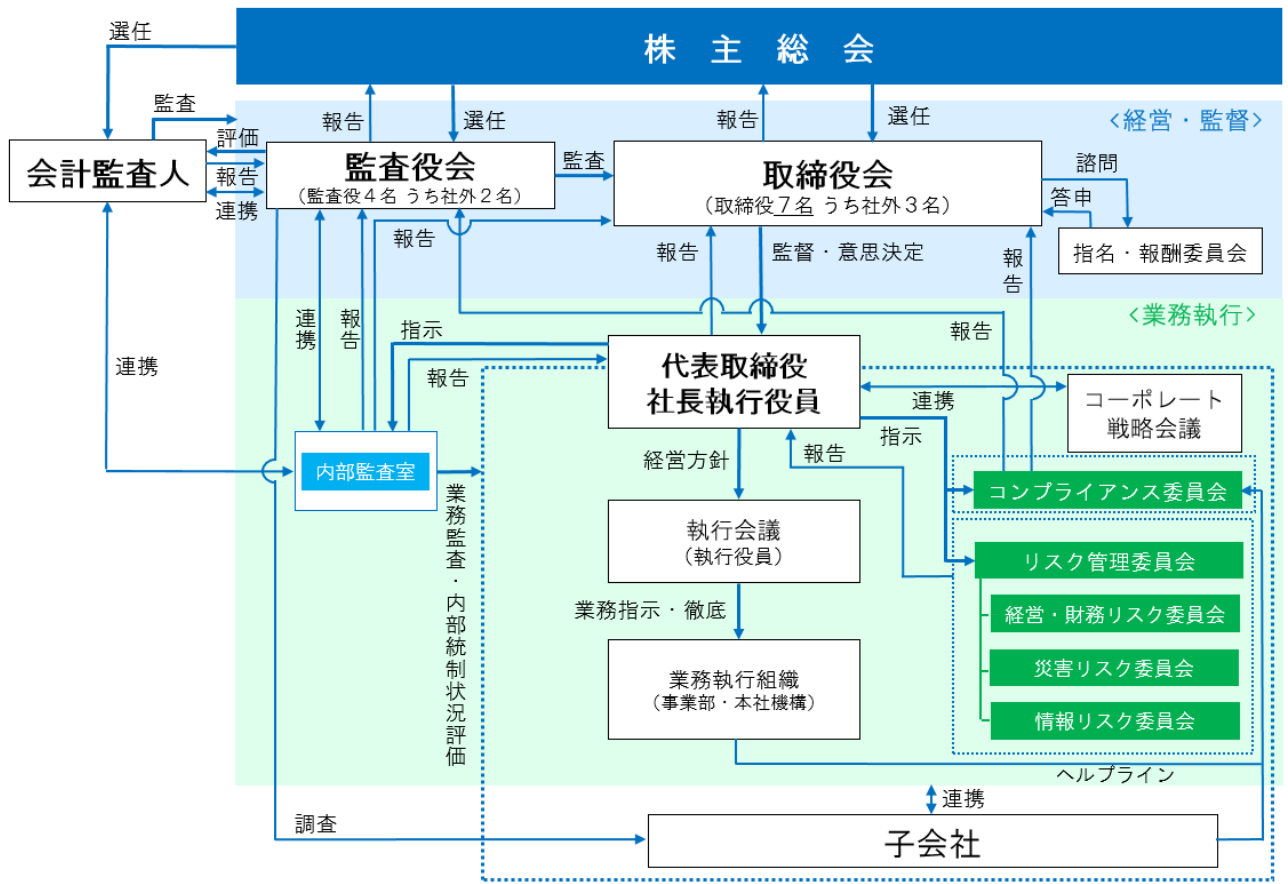 選任
株主総会
監査
報告
選任
報告
選任
<経営・監督>
会計監査人
評価
報告
連携
監査役会
(監査役4名 うち社外2名)
監査
取締役会
(取締役7名 うち社外3名)
諮問
答申
指名・報酬委員会
報告
報告
監督・意思決定
報告
連携
報告
指示
報告
報告
<業務執行>
連携
代表取締役
社長執行役員
連携
指示
コーポレート
戦略会議
内部監査室
経営方針
報告
コンプライアンス委員会
業務監査・内部統制状況評価
執行会議
(執行役員)
リスク管理委員会
業務指示・徹底
経営・財務リスク委員会
業務執行組織
(事業部・本社機構)
災害リスク委員会
情報リスク委員会
ヘルプライン
連携
調査
子会社